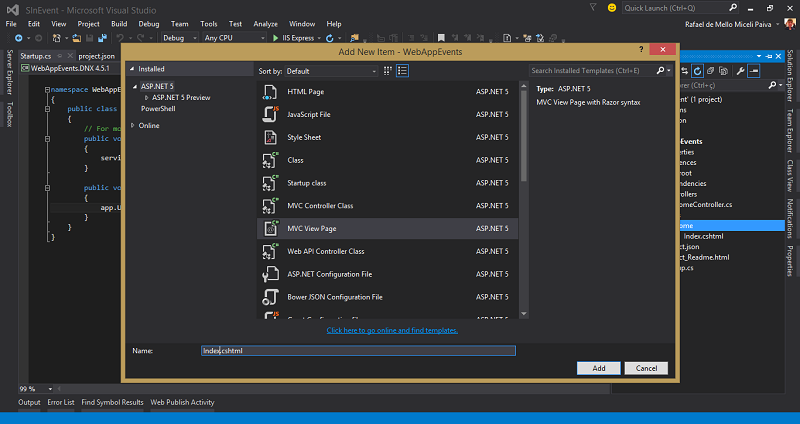 SInEvent - Microsoft Visual Studio
Quick Launch (Ctrl+Q)
File Edit View Project Build Debug Team Tools Test Analyze Window Help
Rafael de Mello Miceli Paiva
Debug Any CPU IIS Express
Startup.cs project.json
WebAppEvents.DNX 4.5.1
Server Explorer
Toolbox
namespace WebAppE
{
public class
{
// For mo
public vo
{
servi
}
public vo
{
app.U
}
}
}
Add New Item - WebAppEvents
Installed
ASP.NET 5
ASP.NET 5 Preview
PowerShell
Online
Sort by: Default
Search Installed Templates (Ctrl+E)
HTML Page ASP.NET 5
JavaScript File ASP.NET 5
Style Sheet ASP.NET 5
Class ASP.NET 5
Startup class ASP.NET 5
MVC Controller Class ASP.NET 5
MVC View Page ASP.NET 5
Web API Controller Class ASP.NET 5
ASP.NET Configuration File ASP.NET 5
Bower JSON Configuration File ASP.NET 5
Type: ASP.NET 5
MVC View Page with Razor syntax
Click here to go online and find templates.
Name: Index.cshtml
Add Cancel
orer (Ctrl+ç)
ent' (1 project)
ms
n
Events
erties
ences
root
ndencies
ollers
omeController.cs
s
ome
Index.cshtml
ct.json
ct_Readme.html
up.cs
Solution Explorer
Team Explorer
Class View
Notifications
Properties
99 %
Output Error List Find Symbol Results Web Publish Activity